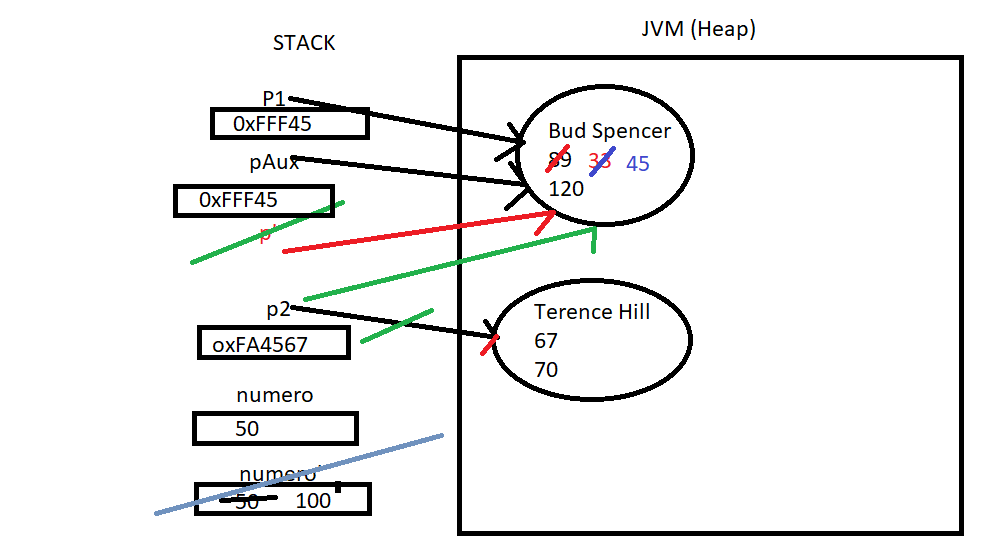 STACK
JVM (Heap)
P1
0xFFF45
pAux
0xFFF45
p'
p2
oxFA4567
numero
50
numero'
50 100
Bud Spencer
89 33 45
120
Terence Hill
67
70